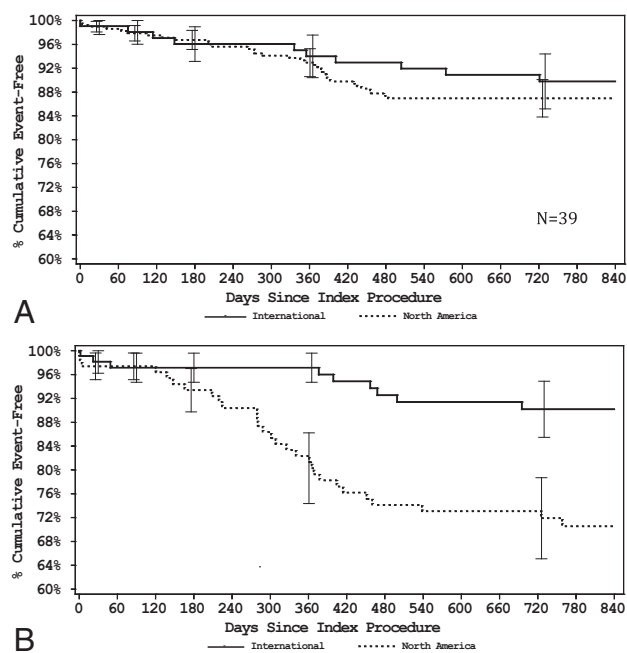 100%
96%
92%
88%
84%
80%
76%
72%
68%
64%
60%
% Cumulative Event-Free
N=39
0 60 120 180 240 300 360 420 480 540 600 660 720 780 840
Days Since Index Procedure
A
International North America
100%
96%
92%
88%
84%
80%
76%
72%
68%
64%
60%
% Cumulative Event-Free
0 60 120 180 240 300 360 420 480 540 600 660 720 780 840
Days Since Index Procedure
B
International North America